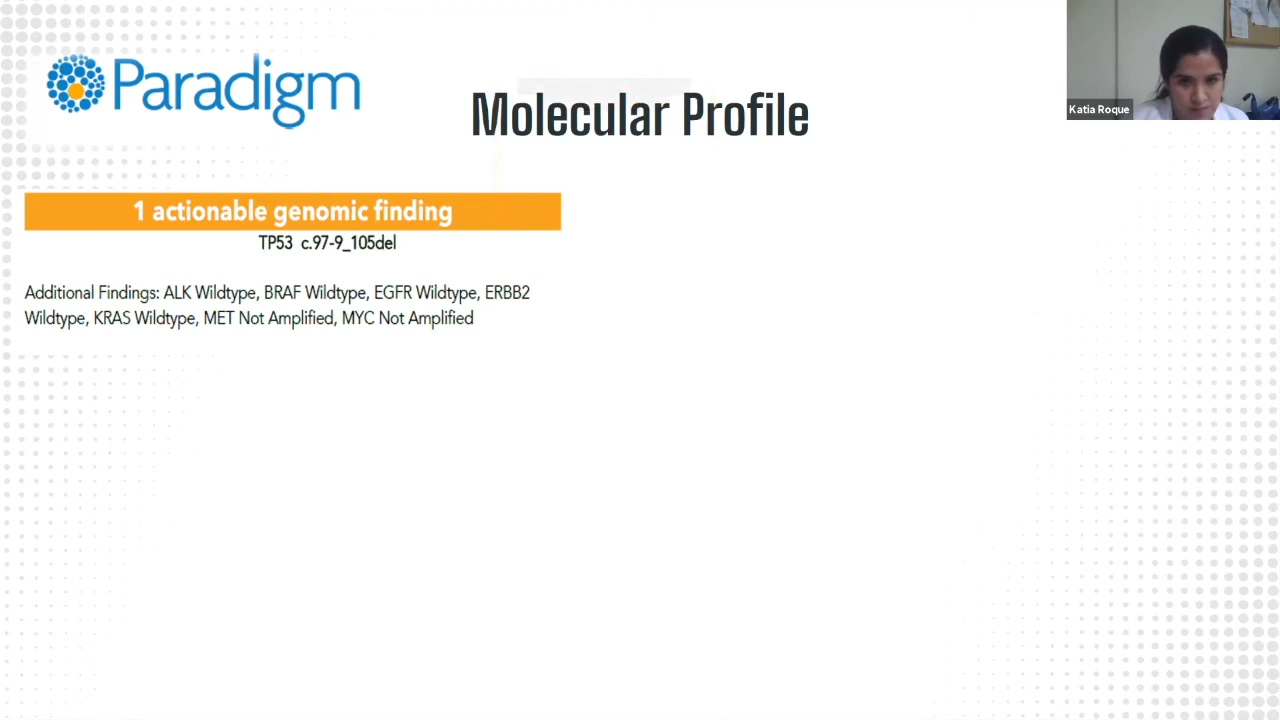 Paradigm
Molecular Profile
Katia Roque
1 actionable genomic finding
TP53 c.97-9_105del
Additional Findings: ALK Wildtype, BRAF Wildtype, EGFR Wildtype, ERBB2
Wildtype, KRAS Wildtype, MET Not Amplified, MYC Not Amplified